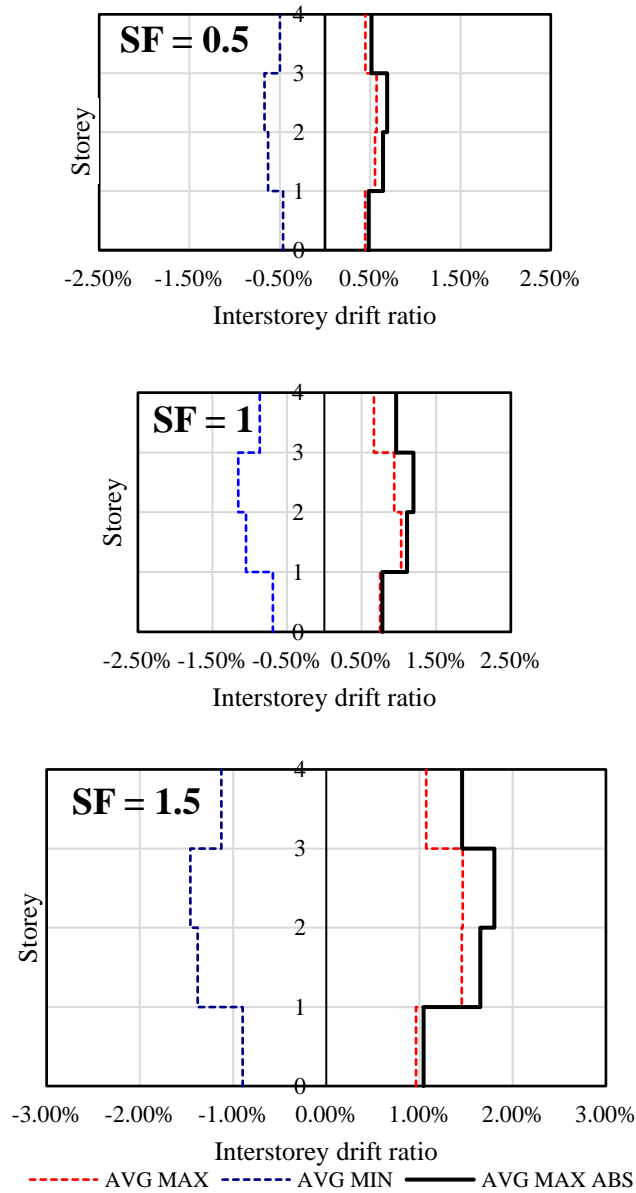 SF = 0.5
4
3
2
1
0
Storey
-2.50% -1.50% -0.50% 0.50% 1.50% 2.50%
Interstorey drift ratio
SF = 1
4
3
2
1
0
Storey
-2.50% -1.50% -0.50% 0.50% 1.50% 2.50%
Interstorey drift ratio
SF = 1.5
4
3
2
1
0
Storey
-3.00% -2.00% -1.00% 0.00% 1.00% 2.00% 3.00%
Interstorey drift ratio
AVG MAX AVG MIN AVG MAX ABS